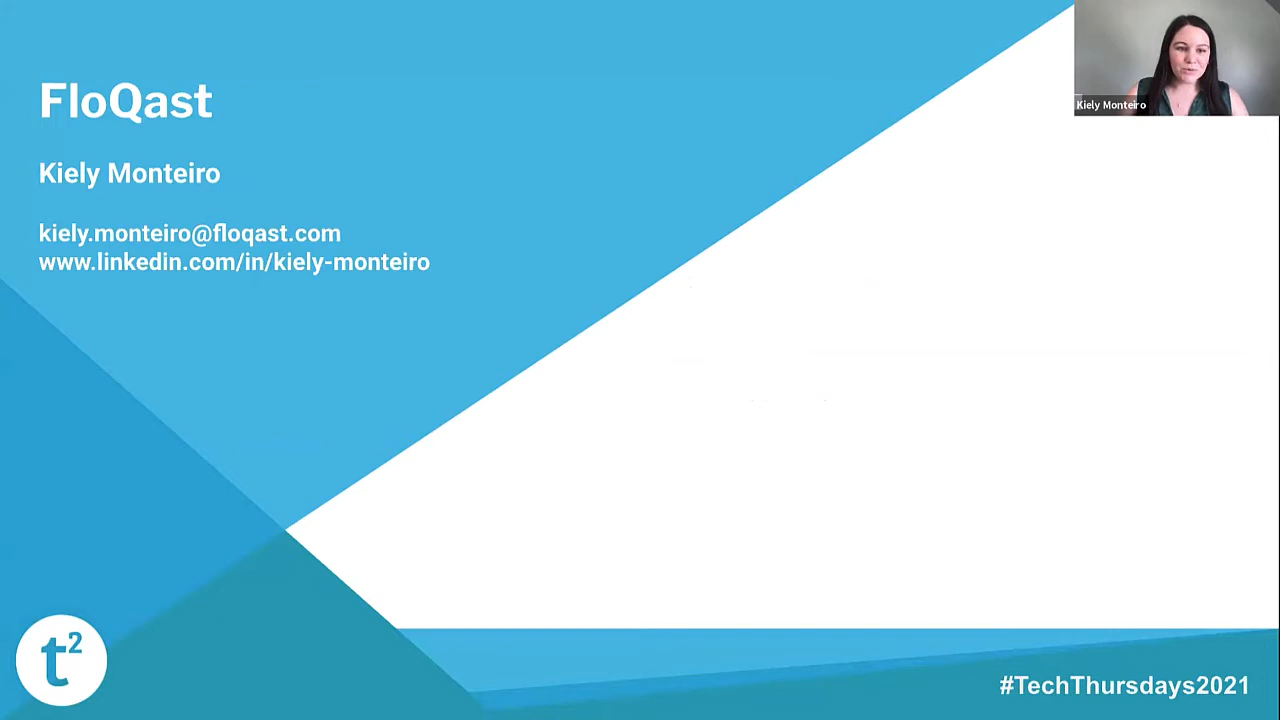 FloQast
Kiely Monteiro
kiely.monteiro@floqast.com
www.linkedin.com/in/kiely-monteiro
Kiely Monteiro
t²
#TechThursdays2021